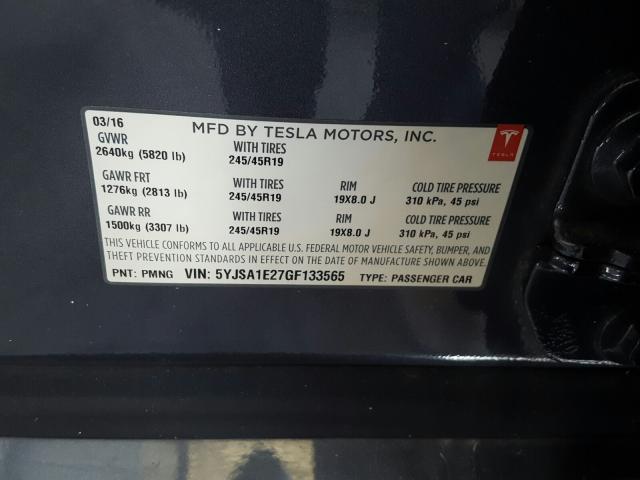 03/16
MFD BY TESLA MOTORS, INC.
GVWR WITH TIRES
2640kg (5820 lb) 245/45R19
TESLA
GAWR FRT WITH TIRES RIM COLD TIRE PRESSURE
1276kg (2813 lb) 245/45R19 19X8.0 J 310 kPa, 45 psi
GAWR RR WITH TIRES RIM COLD TIRE PRESSURE
1500kg (3307 lb) 245/45R19 19X8.0 J 310 kPa, 45 psi
THIS VEHICLE CONFORMS TO ALL APPLICABLE U.S. FEDERAL MOTOR VEHICLE SAFETY, BUMPER, AND
THEFT PREVENTION STANDARDS IN EFFECT ON THE DATE OF MANUFACTURE SHOWN ABOVE.
PNT: PMNG VIN: 5YJSA1E27GF133565 TYPE: PASSENGER CAR